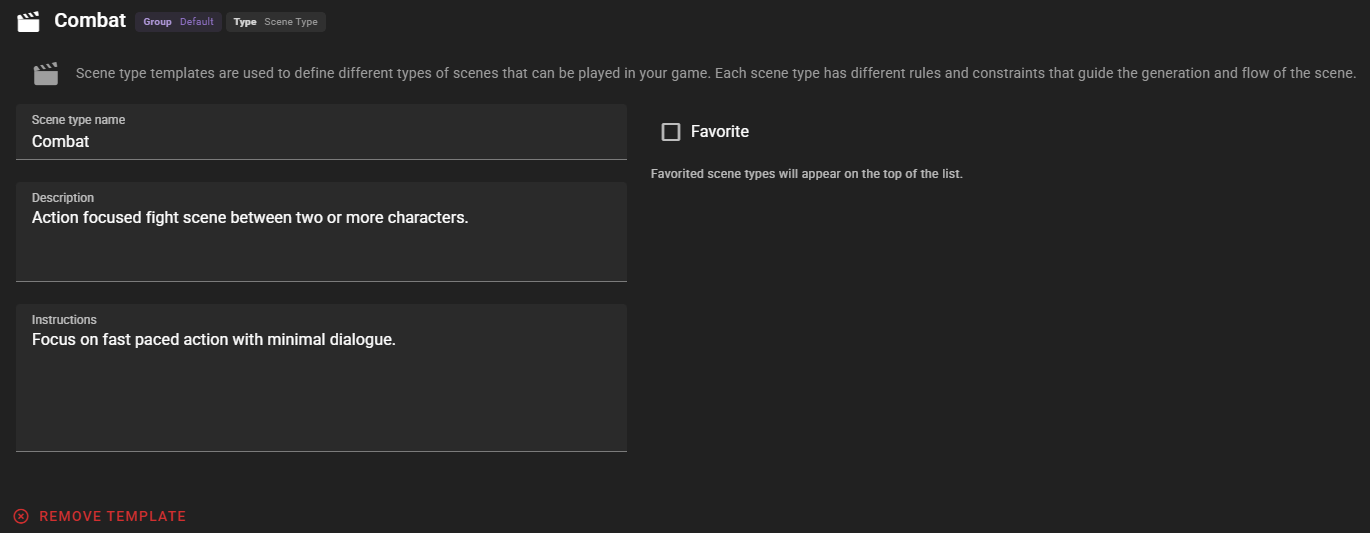 Combat Group Default Type Scene Type
Scene type templates are used to define different types of scenes that can be played in your game. Each scene type has different rules and constraints that guide the generation and flow of the scene.
Scene type name
Combat
Favorite
Favorited scene types will appear on the top of the list.
Description
Action focused fight scene between two or more characters.
Instructions
Focus on fast paced action with minimal dialogue.
REMOVE TEMPLATE